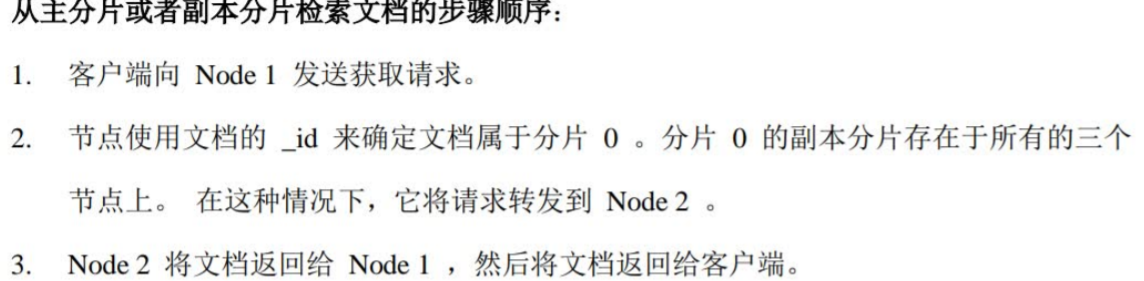 从主分片或者副本分片检索文档的步骤顺序：
1. 客户端向 Node 1 发送获取请求。
2. 节点使用文档的 _id 来确定文档属于分片 0 。分片 0 的副本分片存在于所有的三个
节点上。 在这种情况下，它将请求转发到 Node 2 。
3. Node 2 将文档返回给 Node 1 ，然后将文档返回给客户端。